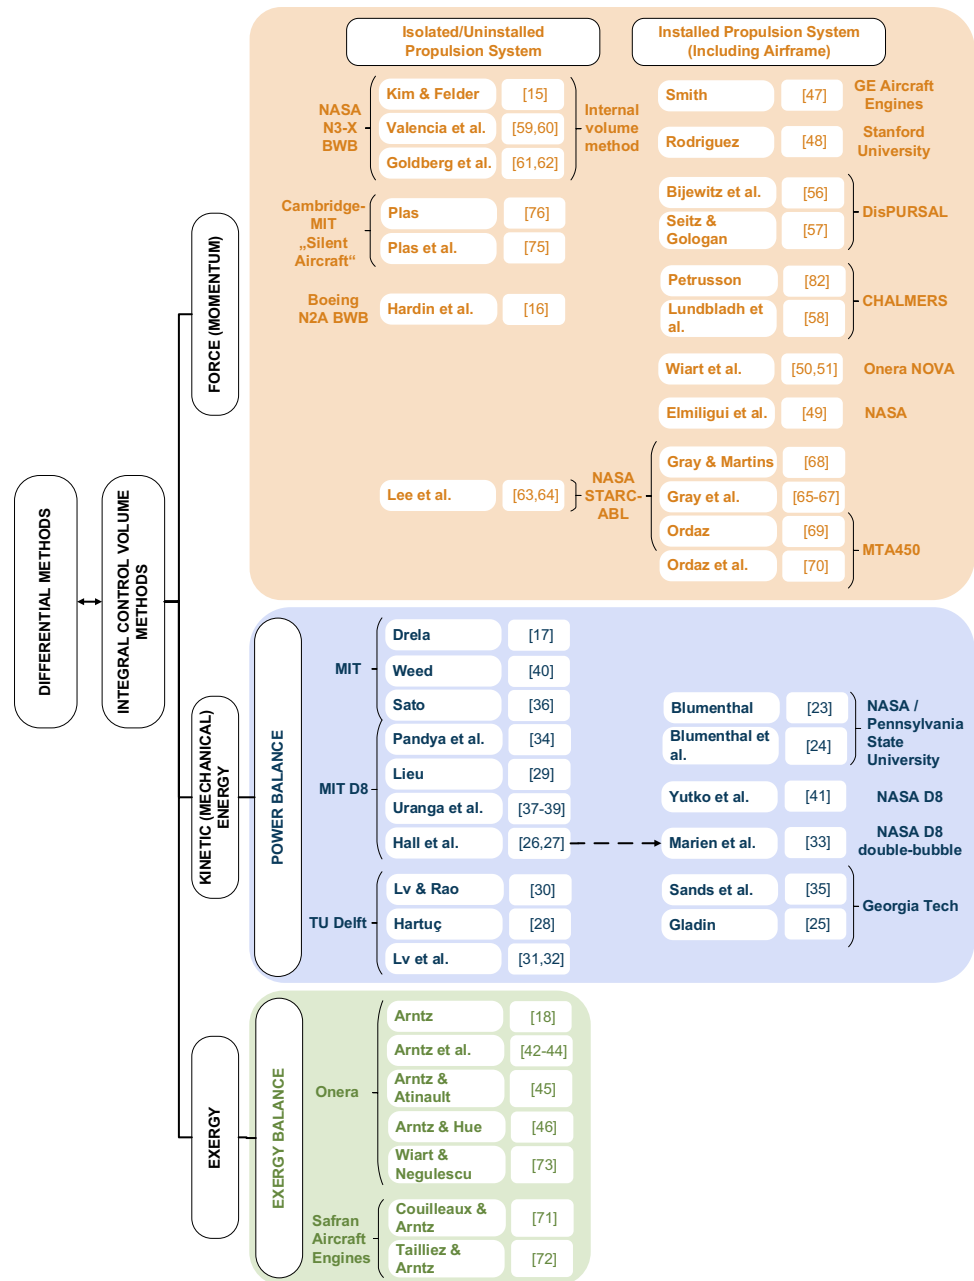 DIFFERENTIAL METHODS
INTEGRAL CONTROL VOLUME
METHODS
FORCE (MOMENTUM)
Isolated/Uninstalled
Propulsion System
Installed Propulsion System
(Including Airframe)
NASA
N3-X
BWB
Kim & Felder [15]
Valencia et al. [59,60]
Goldberg et al. [61,62]
Internal
volume
method
Cambridge-
MIT
„Silent
Aircraft“
Plas [76]
Plas et al. [75]
Boeing
N2A BWB
Hardin et al. [16]
Lee et al. [63,64]
NASA
STARC-
ABL
Smith [47]
GE Aircraft
Engines
Rodriguez [48]
Stanford
University
Bijewitz et al. [56]
Seitz &
Gologan [57]
DisPURSAL
Petrusson [82]
Lundbladh et
al. [58]
CHALMERS
Wiart et al. [50,51] Onera NOVA
Elmiligui et al. [49] NASA
Gray & Martins [68]
Gray et al. [65-67]
Ordaz [69]
Ordaz et al. [70]
MTA450
KINETIC (MECHANICAL)
ENERGY
POWER BALANCE
MIT
Drela [17]
Weed [40]
Sato [36]
MIT D8
Pandya et al. [34]
Lieu [29]
Uranga et al. [37-39]
Hall et al. [26,27]
TU Delft
Lv & Rao [30]
Hartuç [28]
Lv et al. [31,32]
Blumenthal [23]
Blumenthal et
al. [24]
NASA /
Pennsylvania
State
University
Yutko et al. [41] NASA D8
Marien et al. [33]
NASA D8
double-bubble
Sands et al. [35]
Gladin [25]
Georgia Tech
EXERGY
EXERGY BALANCE
Onera
Arntz [18]
Arntz et al. [42-44]
Arntz &
Atinault [45]
Arntz & Hue [46]
Wiart &
Negulescu [73]
Safran
Aircraft
Engines
Couilleaux &
Arntz [71]
Tailliez &
Arntz [72]